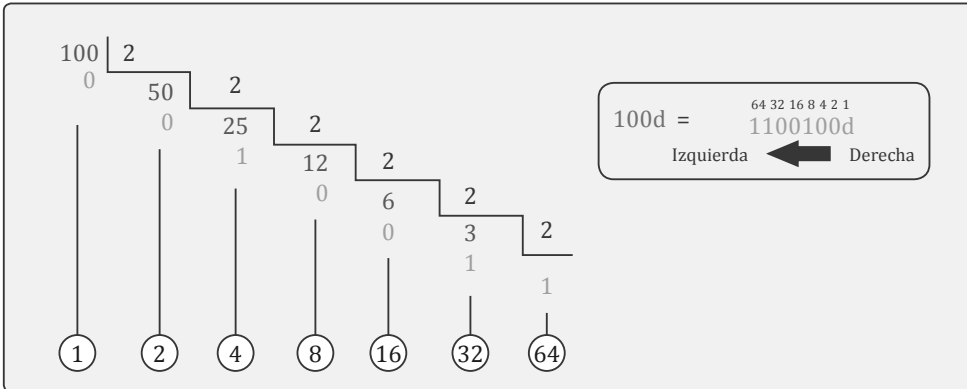 100 2
0 50 2
0 25 2
1 12 2
0 6 2
0 3 2
1
1
1 2 4 8 16 32 64
64 32 16 8 4 2 1
100d = 1100100d
Izquierda Derecha